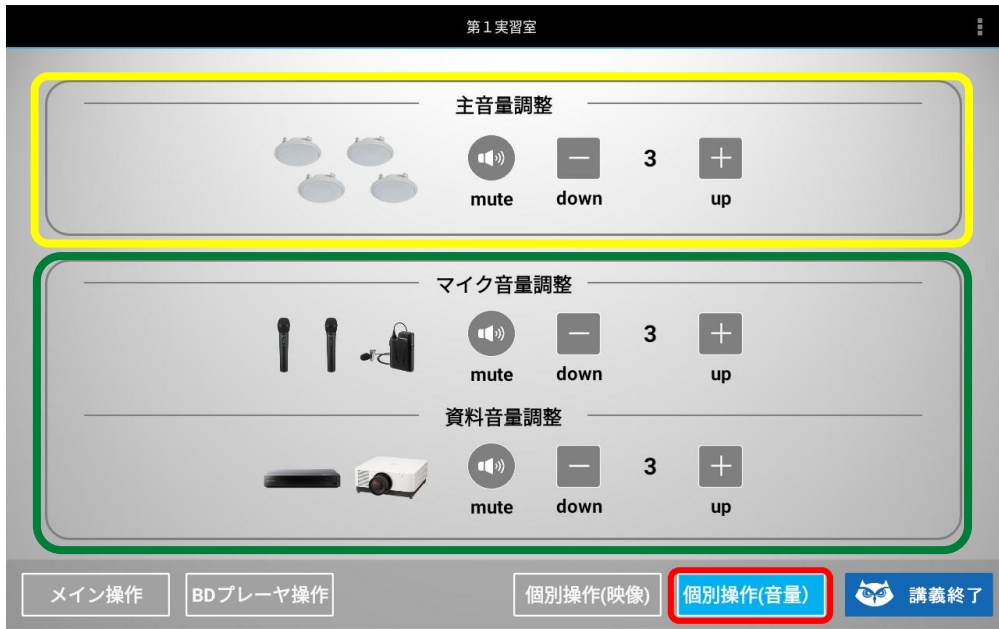 第1実習室
主音量調整
3
mute down up
マイク音量調整
3
mute down up
資料音量調整
3
mute down up
メイン操作 BDプレーヤ操作 個別操作(映像) 個別操作(音量) 講義終了